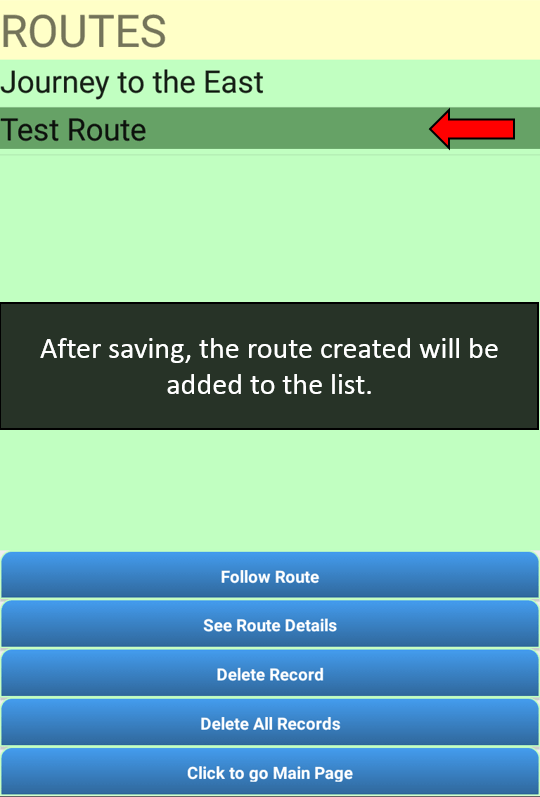 ROUTES
Journey to the East
Test Route
After saving, the route created will be
added to the list.
Follow Route
See Route Details
Delete Record
Delete All Records
Click to go Main Page